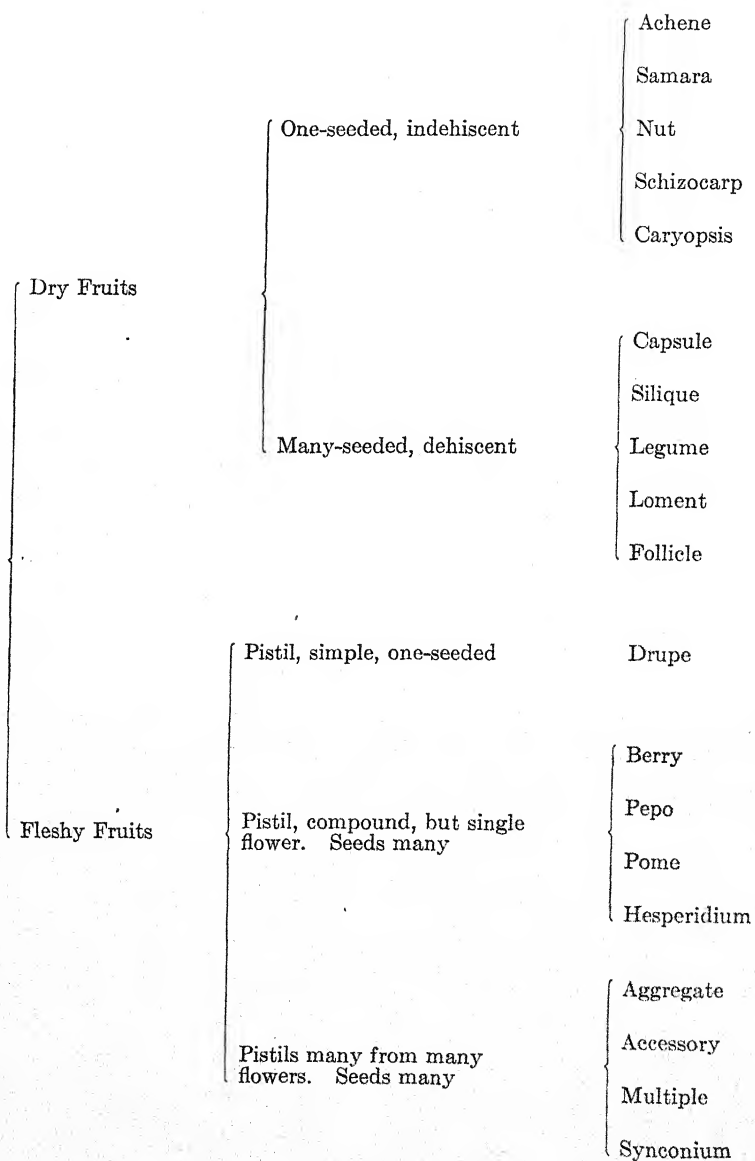 Achene
Samara
One-seeded, indehiscent
Nut
Schizocarp
Caryopsis
Dry Fruits
Capsule
Silique
Many-seeded, dehiscent
Legume
Loment
Follicle
Pistil, simple, one-seeded
Drupe
Berry
Pepo
Fleshy Fruits
Pistil, compound, but single
flower. Seeds many
Pome
Hesperidium
Aggregate
Accessory
Pistils many from many
flowers. Seeds many
Multiple
Synconium